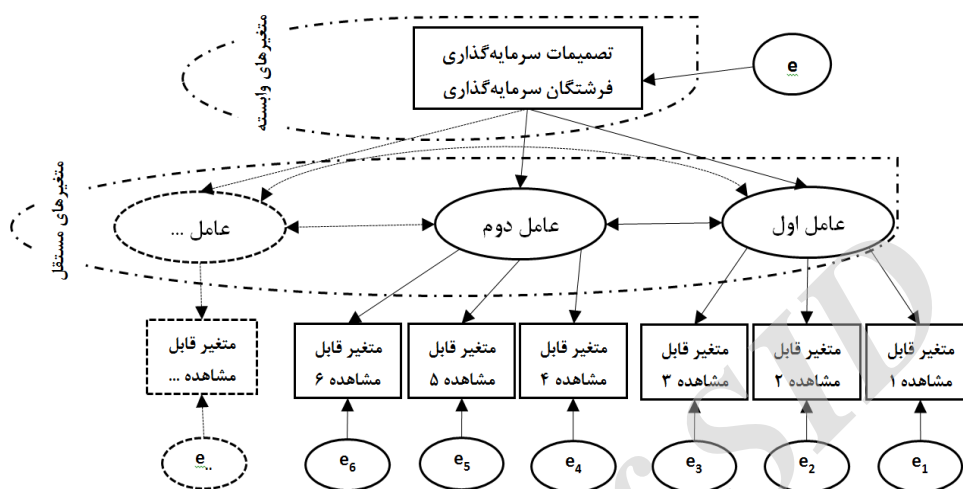 متغیرهای وابسته
تصمیمات سرمایه‌گذاری
فرشتگان سرمایه‌گذاری
e
متغیرهای مستقل
عامل اول
عامل دوم
عامل ...
متغیر قابل
مشاهده ۱
متغیر قابل
مشاهده ۲
متغیر قابل
مشاهده ۳
متغیر قابل
مشاهده ۴
متغیر قابل
مشاهده ۵
متغیر قابل
مشاهده ۶
متغیر قابل
مشاهده ...
e1
e2
e3
e4
e5
e6
e..
SID